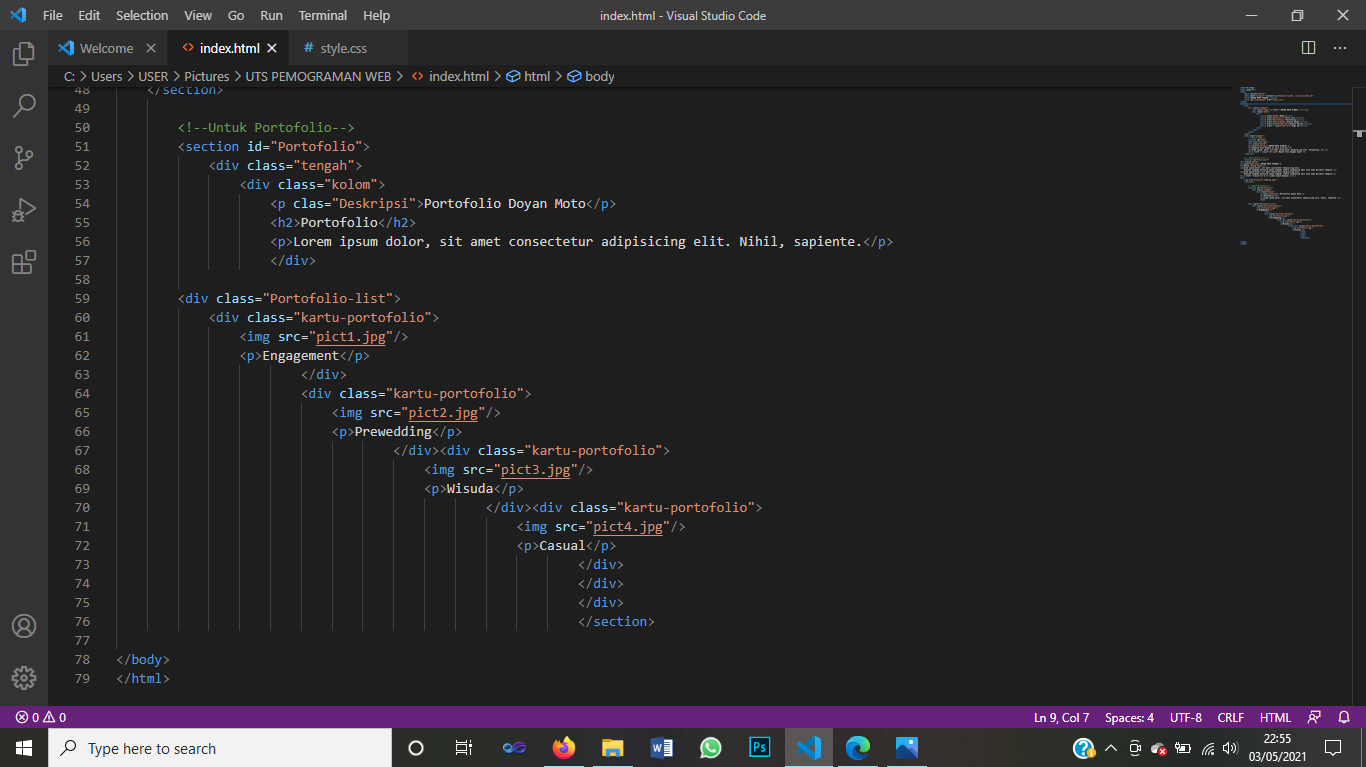 File Edit Selection View Go Run Terminal Help index.html - Visual Studio Code
Welcome index.html style.css
C: > Users > USER > Pictures > UTS PEMOGRAMAN WEB > index.html > html > body
48 </section>
49
50 <!--Untuk Portofolio-->
51 <section id="Portofolio">
52 <div class="tengah">
53 <div class="kolom">
54 <p clas="Deskripsi">Portofolio Doyan Moto</p>
55 <h2>Portofolio</h2>
56 <p>Lorem ipsum dolor, sit amet consectetur adipisicing elit. Nihil, sapiente.</p>
57 </div>
58
59 <div class="Portofolio-list">
60 <div class="kartu-portofolio">
61 <img src="pict1.jpg"/>
62 <p>Engagement</p>
63 </div>
64 <div class="kartu-portofolio">
65 <img src="pict2.jpg"/>
66 <p>Prewedding</p>
67 </div><div class="kartu-portofolio">
68 <img src="pict3.jpg"/>
69 <p>Wisuda</p>
70 </div><div class="kartu-portofolio">
71 <img src="pict4.jpg"/>
72 <p>Casual</p>
73 </div>
74 </div>
75 </div>
76 </section>
77
78 </body>
79 </html>
0 0 Ln 9, Col 7 Spaces: 4 UTF-8 CRLF HTML
Type here to search
Ps
22:55
03/05/2021